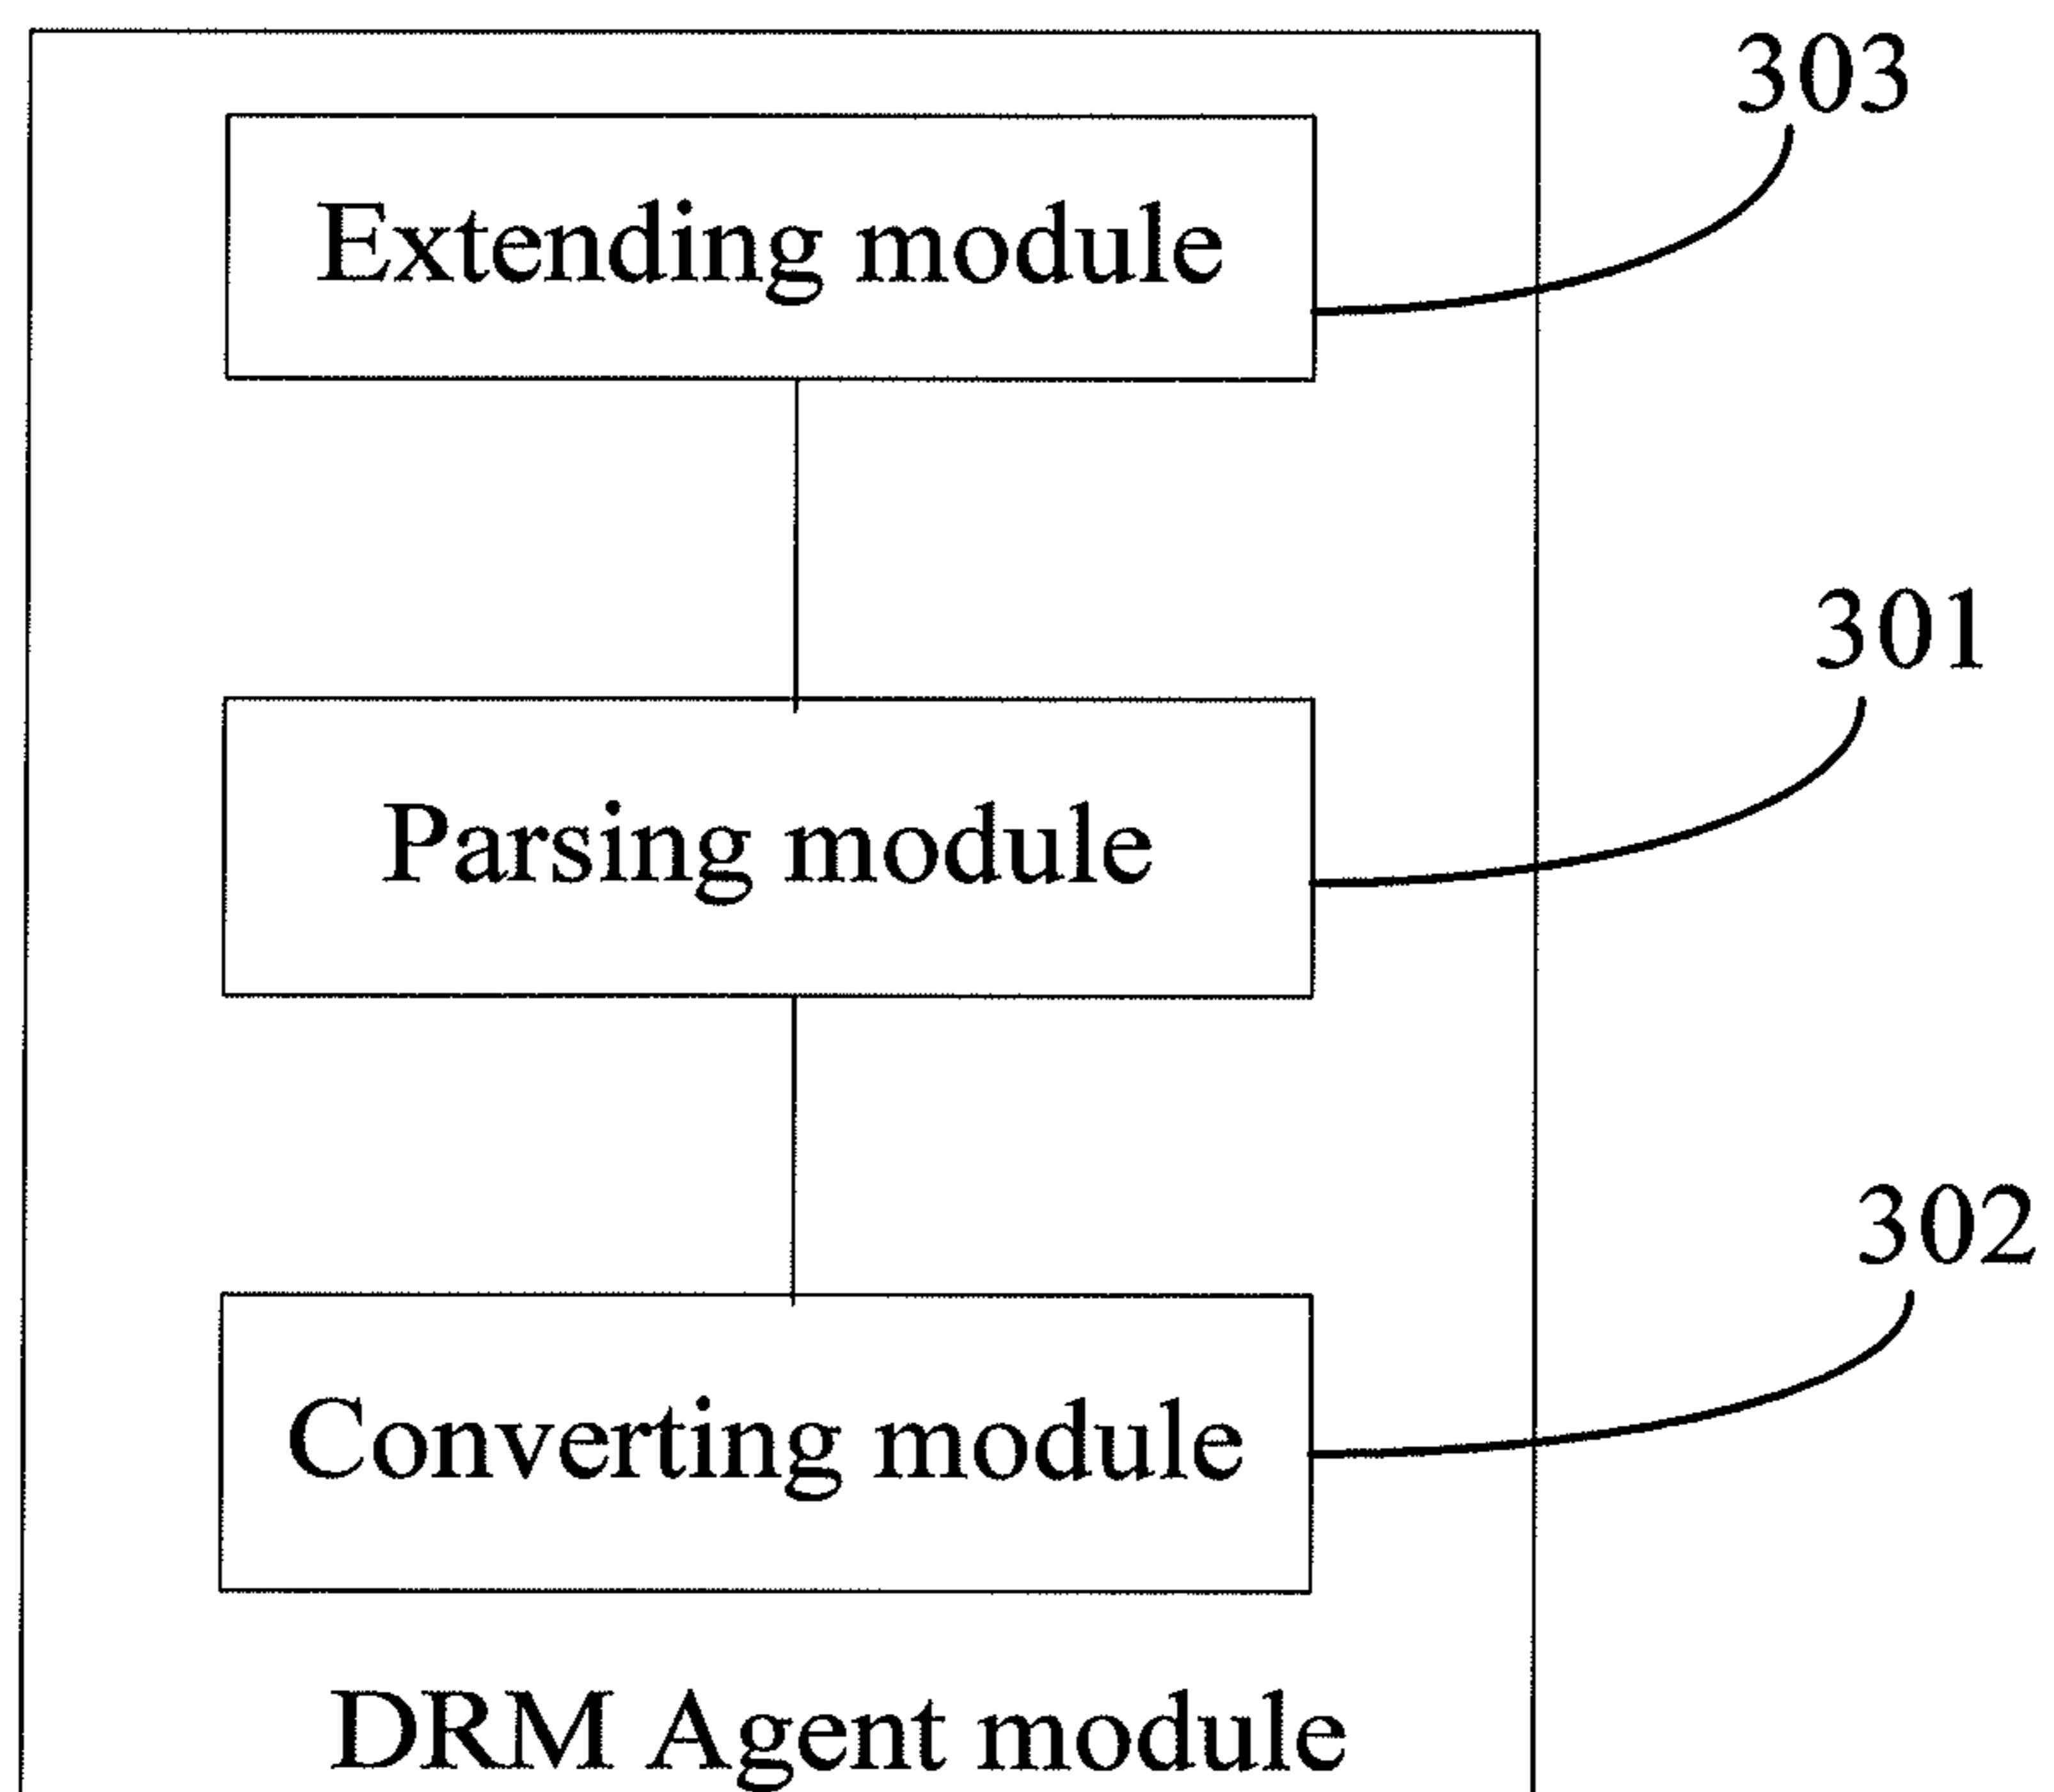 303
Extending module
301
Parsing module
302
Converting module
DRM Agent module